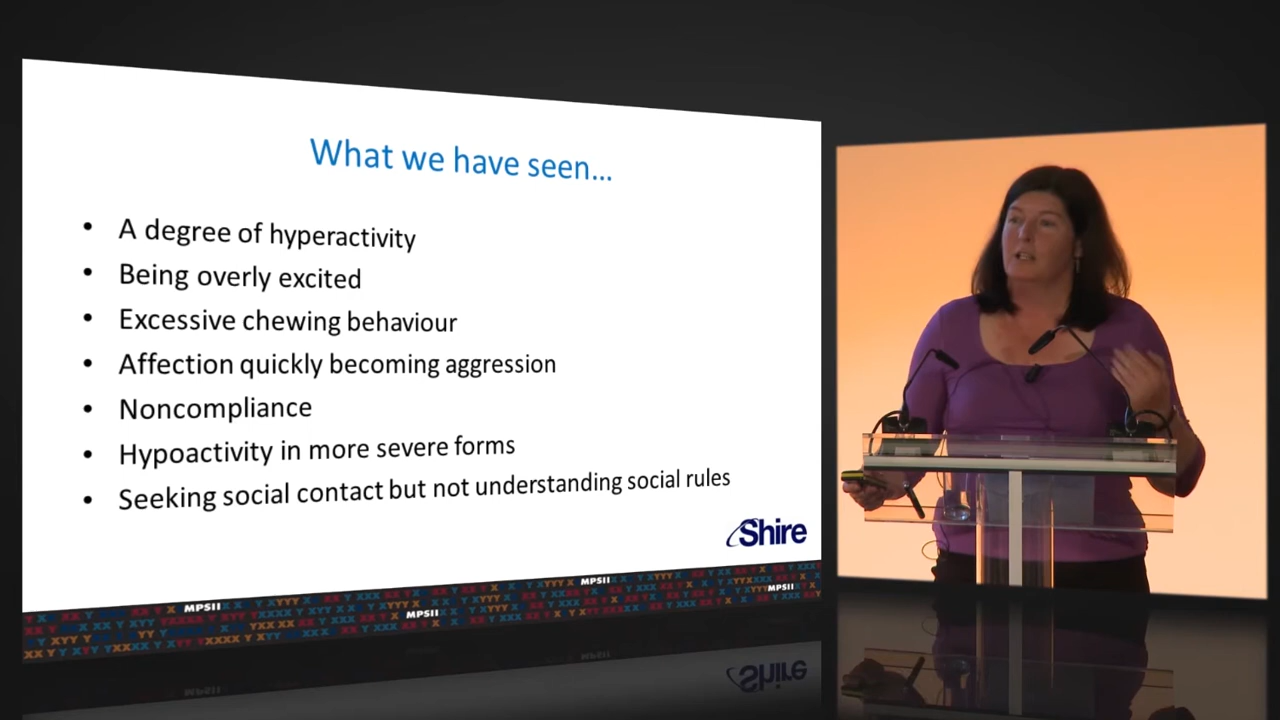 What we have seen...
• A degree of hyperactivity
• Being overly excited
• Excessive chewing behaviour
• Affection quickly becoming aggression
• Noncompliance
• Hypoactivity in more severe forms
• Seeking social contact but not understanding social rules
Shire
MPSII
MPSII
MPSII